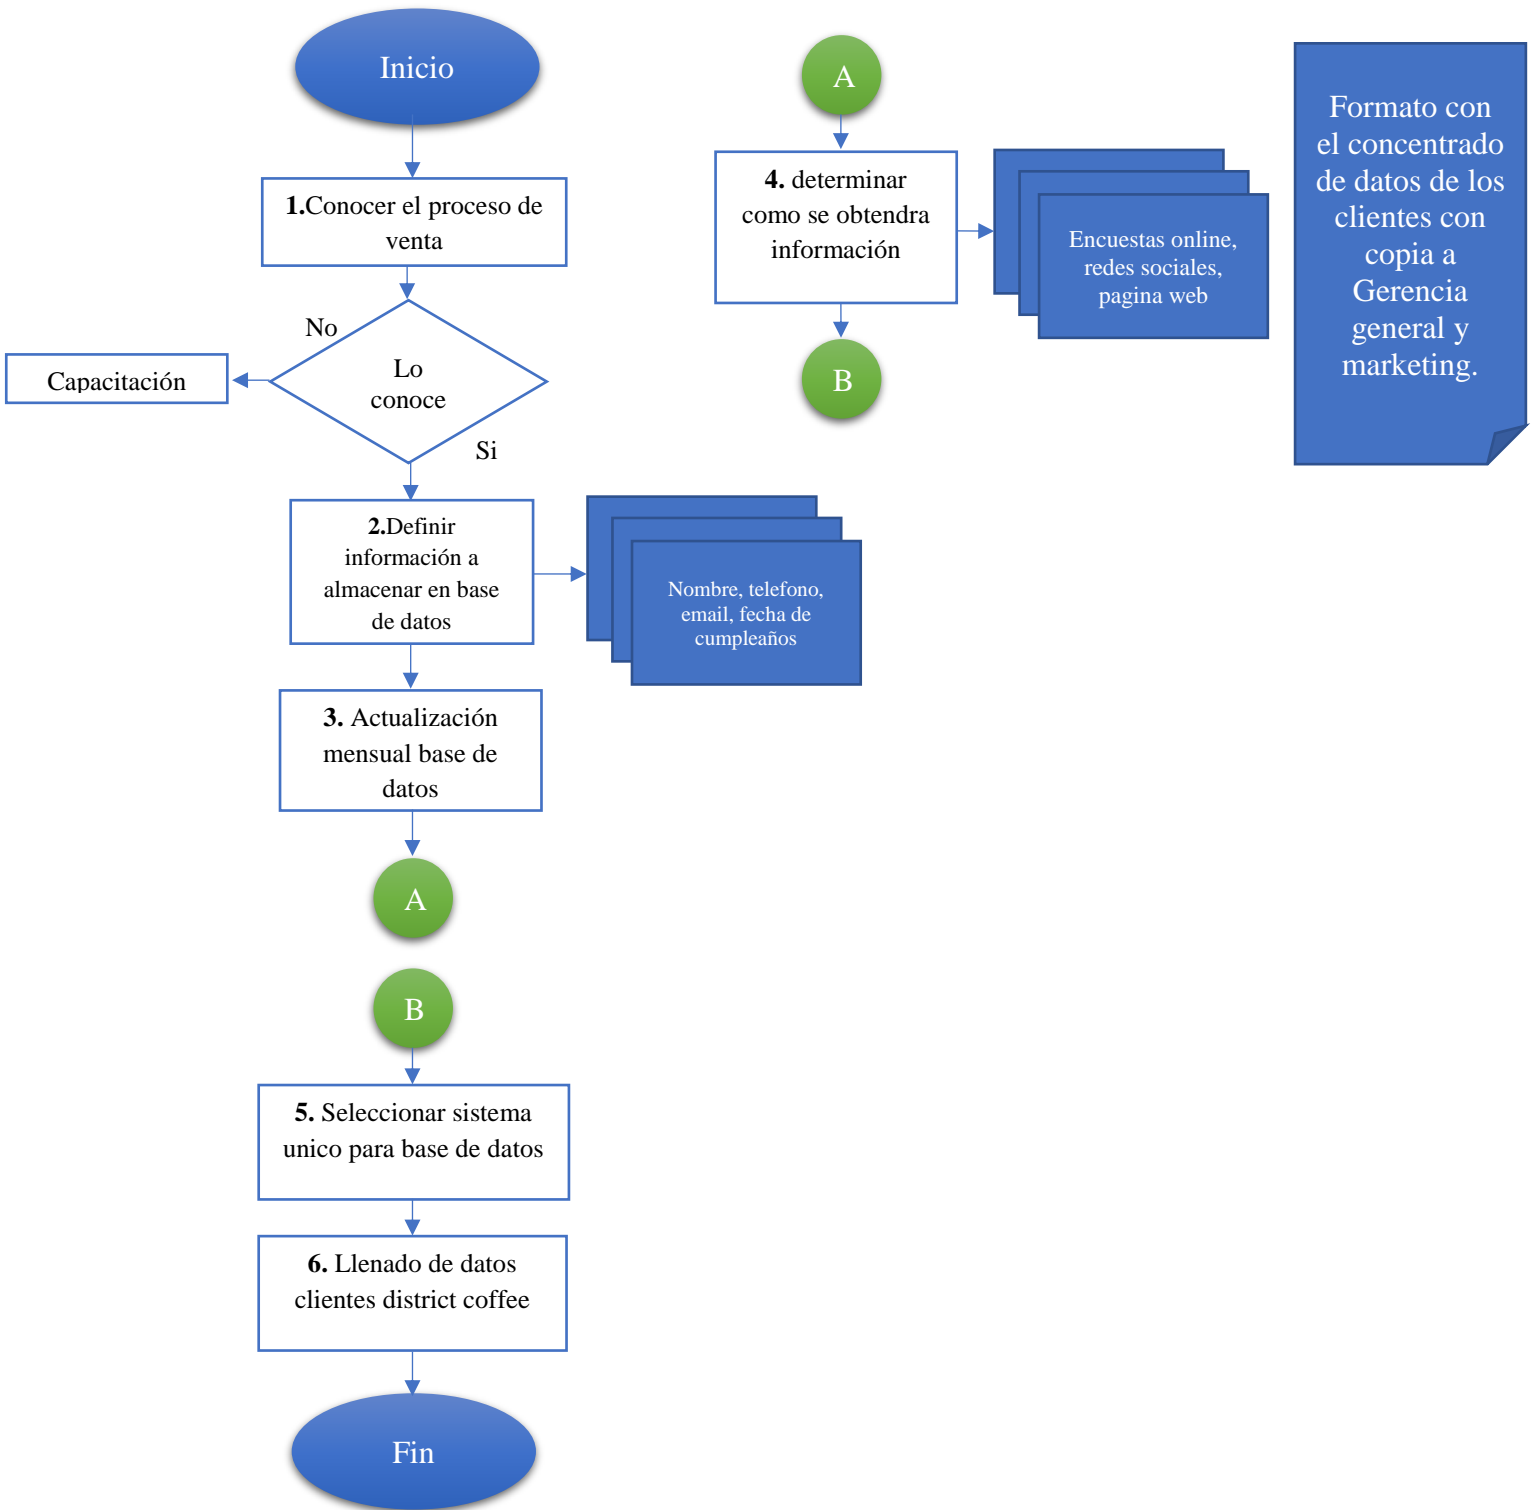 Inicio
1.Conocer el proceso de
venta
No
Lo
conoce
Capacitación
Si
2.Definir
información a
almacenar en base
de datos
Nombre, telefono,
email, fecha de
cumpleaños
3. Actualización
mensual base de
datos
A
B
5. Seleccionar sistema
unico para base de datos
6. Llenado de datos
clientes district coffee
Fin
A
4. determinar
como se obtendra
información
Encuestas online,
redes sociales,
pagina web
B
Formato con
el concentrado
de datos de los
clientes con
copia a
Gerencia
general y
marketing.